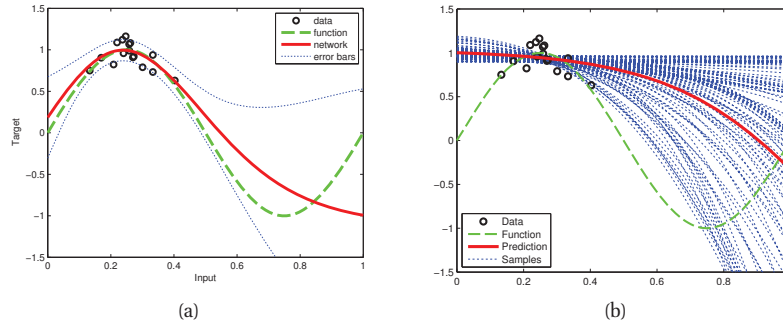 1.5
1
0.5
0
-0.5
-1
-1.5
Target
0
0.2
0.4
0.6
0.8
1
Input
data
function
network
error bars
(a)
1.5
1
0.5
0
-0.5
-1
-1.5
0
0.2
0.4
0.6
0.8
Data
Function
Prediction
Samples
(b)